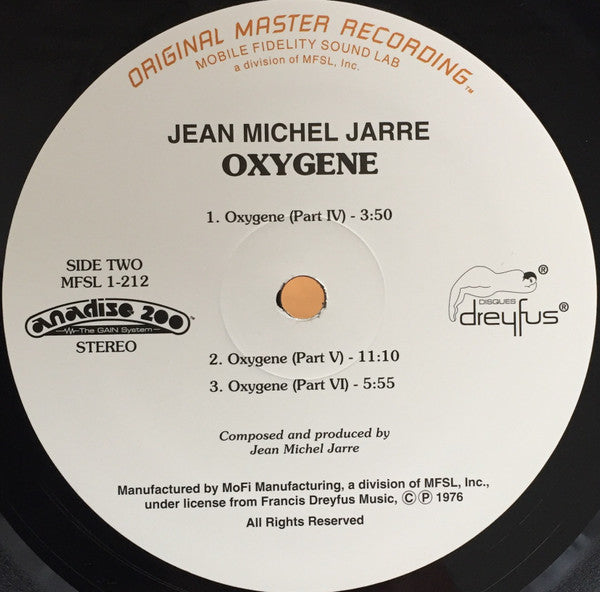 ORIGINAL MASTER RECORDING™
MOBILE FIDELITY SOUND LAB
a division of MFSL, Inc.
JEAN MICHEL JARRE
OXYGENE
1. Oxygene (Part IV) - 3:50
SIDE TWO
MFSL 1-212
anadisc 200™
The GAIN System
STEREO
®
DISQUES
dreyfus®
2. Oxygene (Part V) - 11:10
3. Oxygene (Part VI) - 5:55
Composed and produced by
Jean Michel Jarre
Manufactured by MoFi Manufacturing, a division of MFSL, Inc.,
under license from Francis Dreyfus Music, ©℗ 1976
All Rights Reserved